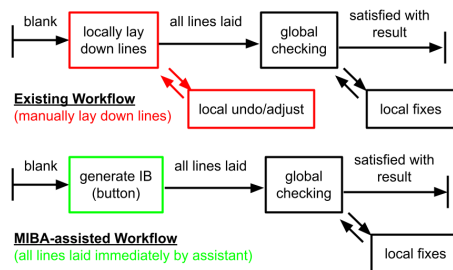 blank
locally lay
down lines
all lines laid
global
checking
satisfied with
result
Existing Workflow
(manually lay down lines)
local undo/adjust
local fixes
blank
generate IB
(button)
all lines laid
global
checking
satisfied with
result
MIBA-assisted Workflow
(all lines laid immediately by assistant)
local fixes